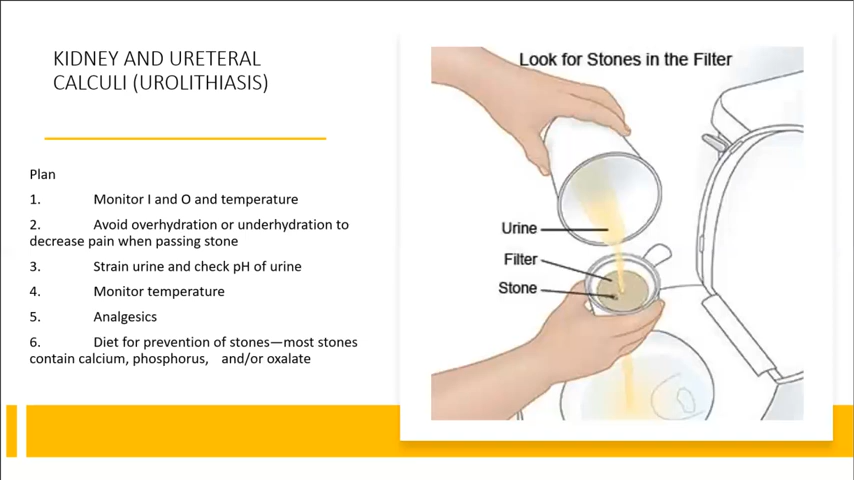 KIDNEY AND URETERAL
CALCULI (UROLITHIASIS)
Plan
1. Monitor I and O and temperature
2. Avoid overhydration or underhydration to
decrease pain when passing stone
3. Strain urine and check pH of urine
4. Monitor temperature
5. Analgesics
6. Diet for prevention of stones—most stones
contain calcium, phosphorus, and/or oxalate
Look for Stones in the Filter
Urine
Filter
Stone